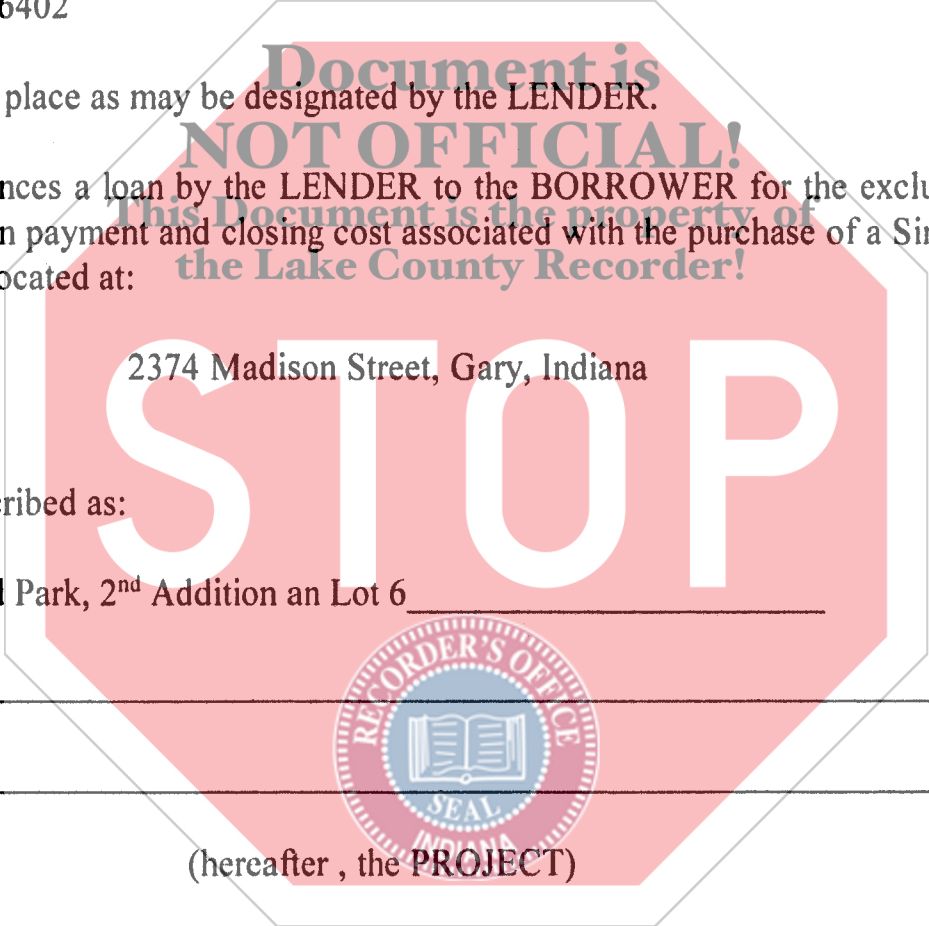 6402
Document is
place as may be designated by the LENDER.
NOT OFFICIAL!
nces a loan by the LENDER to the BORROWER for the exclu
This Document is the property of
n payment and closing cost associated with the purchase of a Sin
the Lake County Recorder!
ocated at:
2374 Madison Street, Gary, Indiana
STOP
cribed as:
Park, 2nd Addition an Lot 6
RECORDER'S OFFICE
SEAL
INDIANA
(hereafter , the PROJECT)